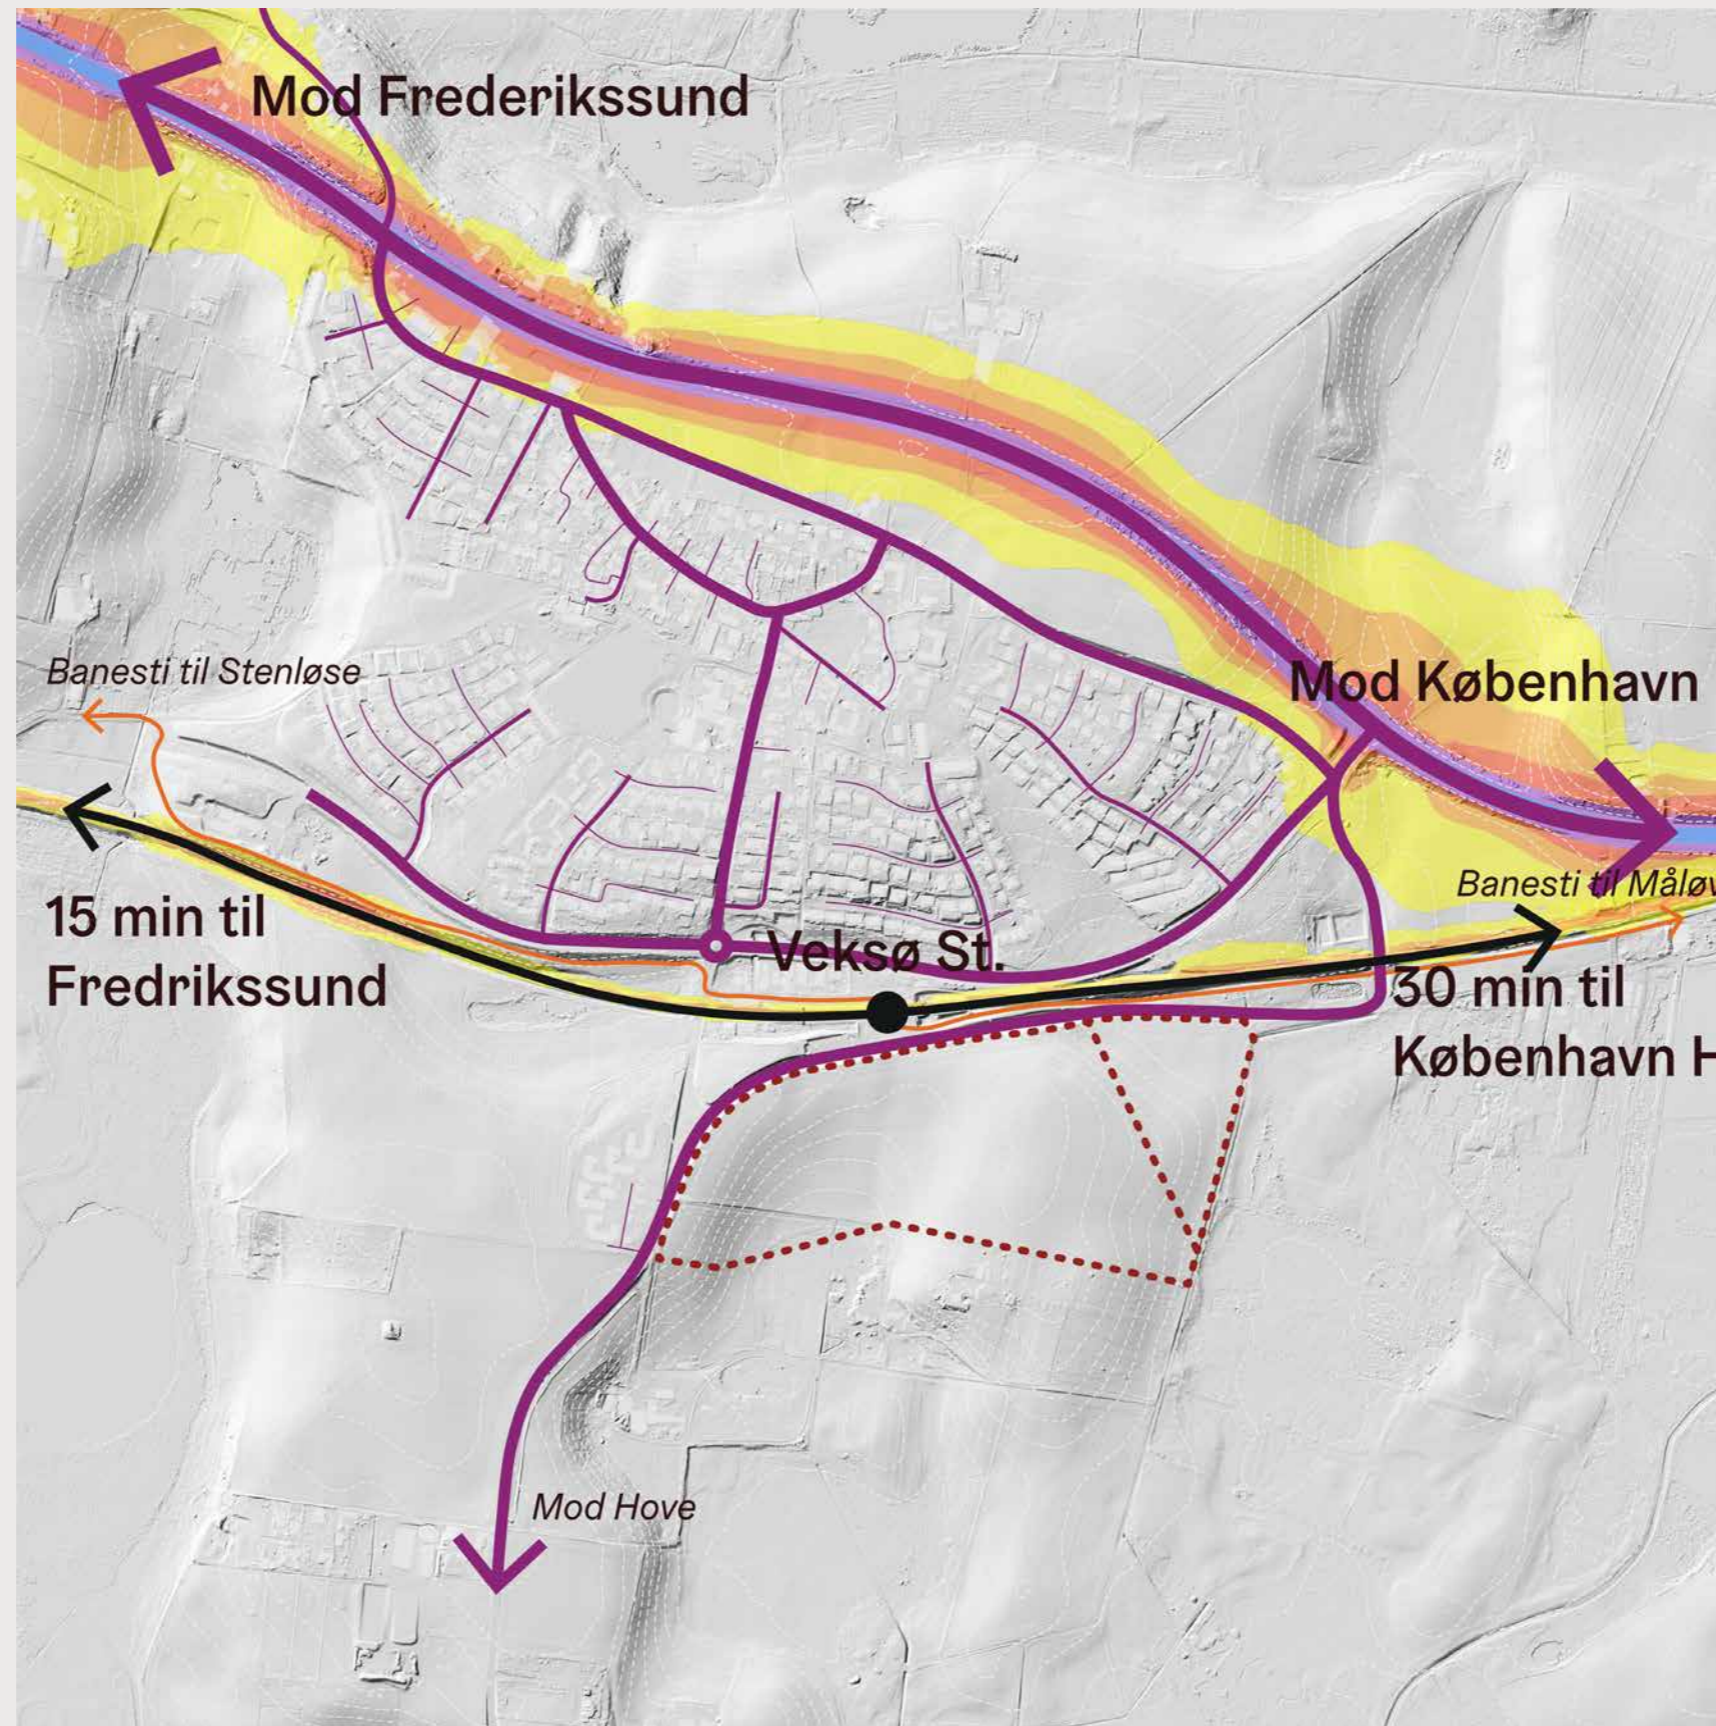 Mod Frederikssund
Banesti til Stenløse
Mod København
Banesti til Måløv
15 min til
Fredrikssund
Veksø St.
30 min til
København H
Mod Hove